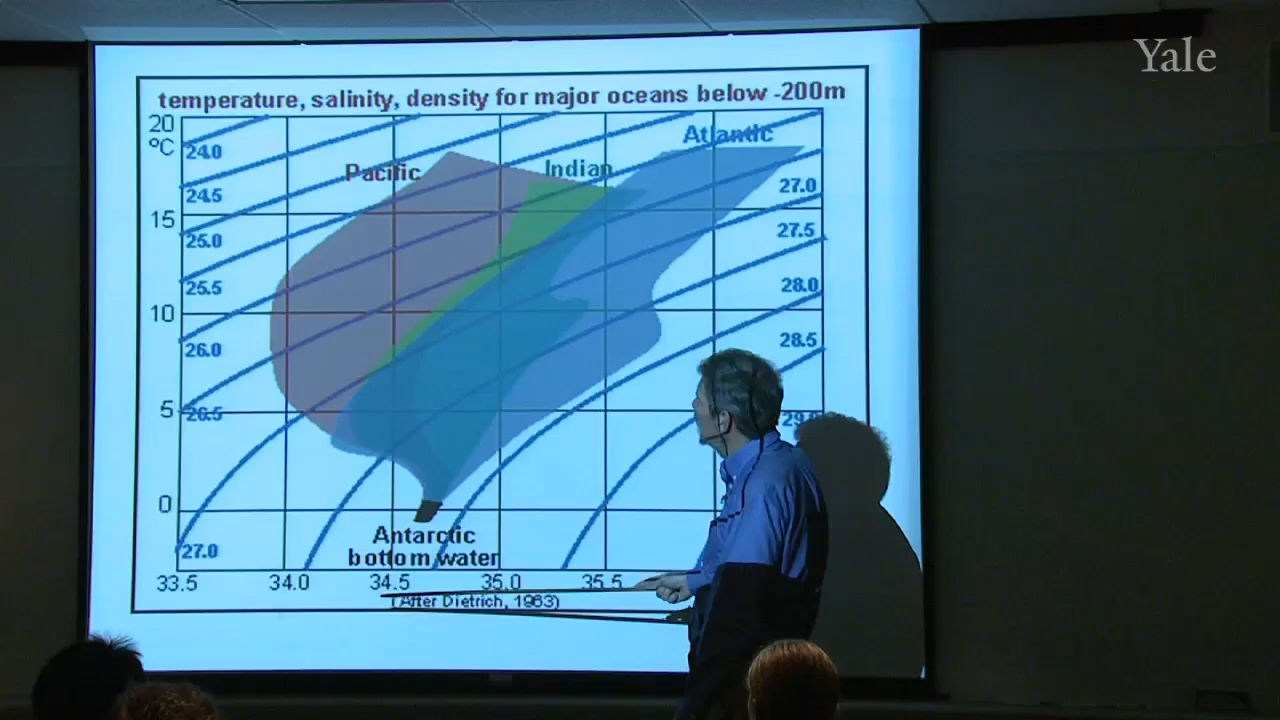 Yale
temperature, salinity, density for major oceans below -200m
20
°C
Atlantic
24.0
Pacific
Indian
24.5
27.0
15
25.0
27.5
25.5
28.0
10
26.0
28.5
5
26.5
29.0
0
Antarctic
bottom water
27.0
33.5 34.0 34.5 35.0 35.5
(After Dietrich, 1963)